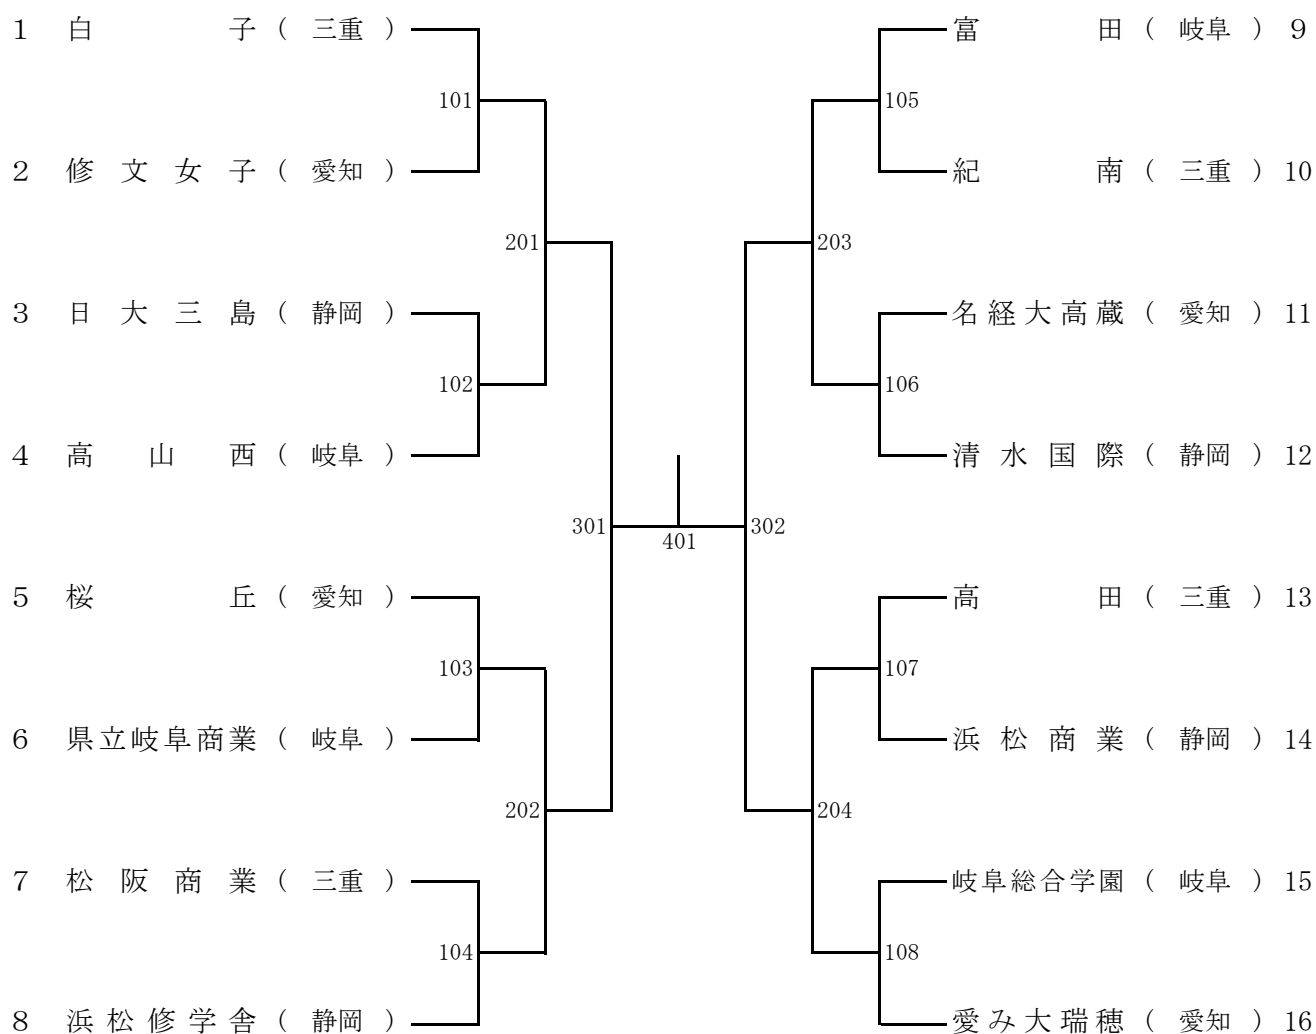 1 白子 ( 三重 )
101
2 修文女子 ( 愛知 )
201
3 日大三島 ( 静岡 )
102
4 高山西 ( 岐阜 )
301
5 桜丘 ( 愛知 )
103
6 県立岐阜商業 ( 岐阜 )
202
7 松阪商業 ( 三重 )
104
8 浜松修学舎 ( 静岡 )
401
富田 ( 岐阜 ) 9
105
紀南 ( 三重 ) 10
203
名経大高蔵 ( 愛知 ) 11
106
清水国際 ( 静岡 ) 12
302
高田 ( 三重 ) 13
107
浜松商業 ( 静岡 ) 14
204
岐阜総合学園 ( 岐阜 ) 15
108
愛み大瑞穂 ( 愛知 ) 16